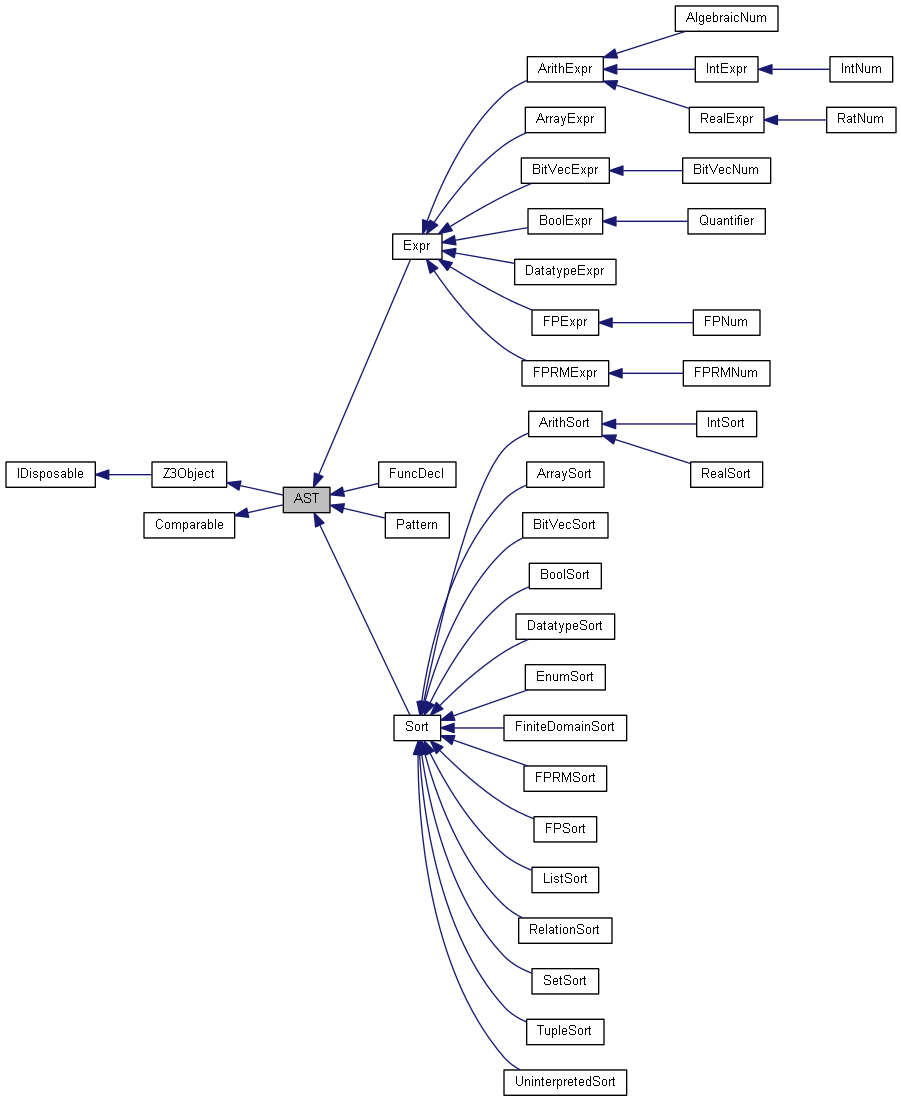 AlgebraicNum
ArithExpr
IntExpr
IntNum
RealExpr
RatNum
ArrayExpr
BitVecExpr
BitVecNum
BoolExpr
Quantifier
Expr
DatatypeExpr
FPExpr
FPNum
FPRMExpr
FPRMNum
ArithSort
IntSort
RealSort
IDisposable
Z3Object
AST
FuncDecl
ArraySort
Comparable
Pattern
BitVecSort
BoolSort
DatatypeSort
EnumSort
Sort
FiniteDomainSort
FPRMSort
FPSort
ListSort
RelationSort
SetSort
TupleSort
UninterpretedSort